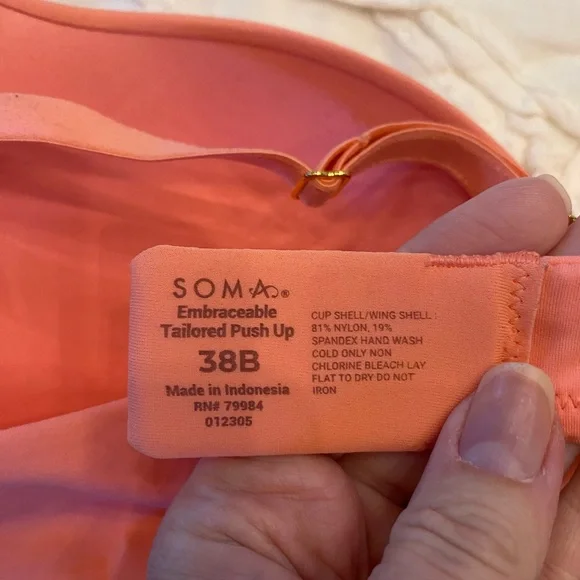 SOMA®
Embraceable
Tailored Push Up
38B
Made in Indonesia
RN# 79984
012305
CUP SHELL/WING SHELL :
81% NYLON, 19%
SPANDEX HAND WASH
COLD ONLY NON
CHLORINE BLEACH LAY
FLAT TO DRY DO NOT
IRON